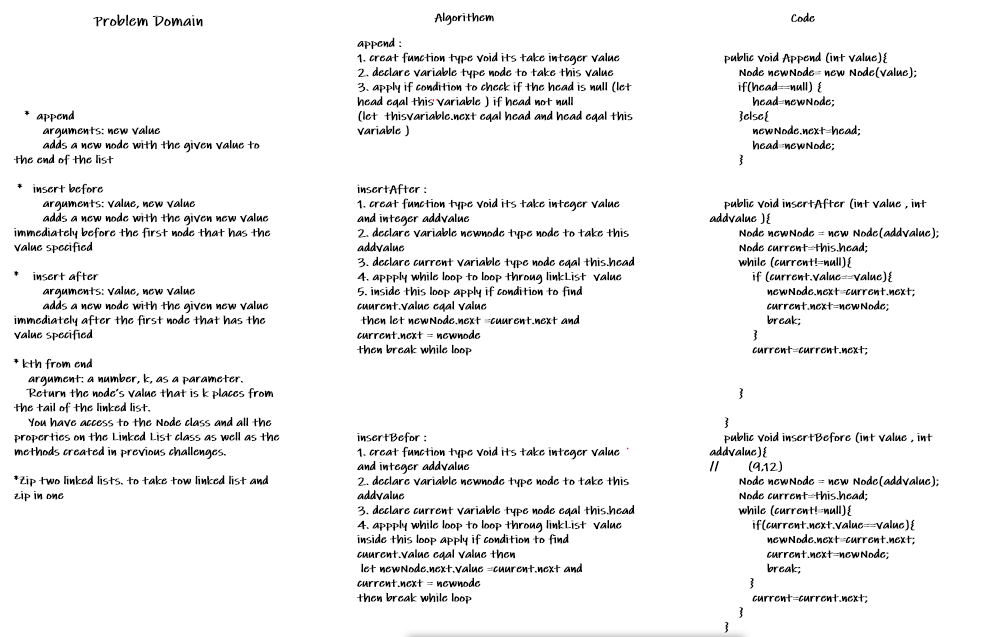 Problem Domain
* append
arguments: new value
adds a new node with the given value to
the end of the list
* insert before
arguments: value, new value
adds a new node with the given new value
immediately before the first node that has the
value specified
* insert after
arguments: value, new value
adds a new node with the given new value
immediately after the first node that has the
value specified
* kth from end
argument: a number, k, as a parameter.
Return the node's value that is k places from
the tail of the linked list.
You have access to the Node class and all the
properties on the Linked List class as well as the
methods created in previous challenges.
*Zip two linked lists. to take tow linked list and
zip in one
Algorithem
append :
1. creat function type void its take integer value
2. declare variable type node to take this value
3. apply if condition to check if the head is null (let
head eqal this variable ) if head not null
(let thisvariable.next eqal head and head eqal this
variable )
insertAfter :
1. creat function type void its take integer value
and integer addvalue
2. declare variable newnode type node to take this
addvalue
3. declare current variable type node eqal this.head
4. appply while loop to loop throug linkList value
5. inside this loop apply if condition to find
cuurent.value eqal value
then let newNode.next =cuurent.next and
current.next = newnode
then break while loop
insertBefor :
1. creat function type void its take integer value
and integer addvalue
2. declare variable newnode type node to take this
addvalue
3. declare current variable type node eqal this.head
4. appply while loop to loop throug linkList value
inside this loop apply if condition to find
cuurent.value eqal value then
let newNode.next.value =cuurent.next and
current.next = newnode
then break while loop
Code
public void Append (int value){
Node newNode= new Node(value);
if(head==null) {
head=newNode;
}else{
newNode.next=head;
head=newNode;
}
public void insertAfter (int value , int
addvalue ){
Node newNode = new Node(addvalue);
Node current=this.head;
while (current!=null){
if (current.value==value){
newNode.next=current.next;
current.next=newNode;
break;
}
current=current.next;
}
}
public void insertBefore (int value , int
addvalue){
// (9,12)
Node newNode = new Node(addvalue);
Node current=this.head;
while (current!=null){
if(current.next.value==value){
newNode.next=current.next;
current.next=newNode;
break;
}
current=current.next;
}
}